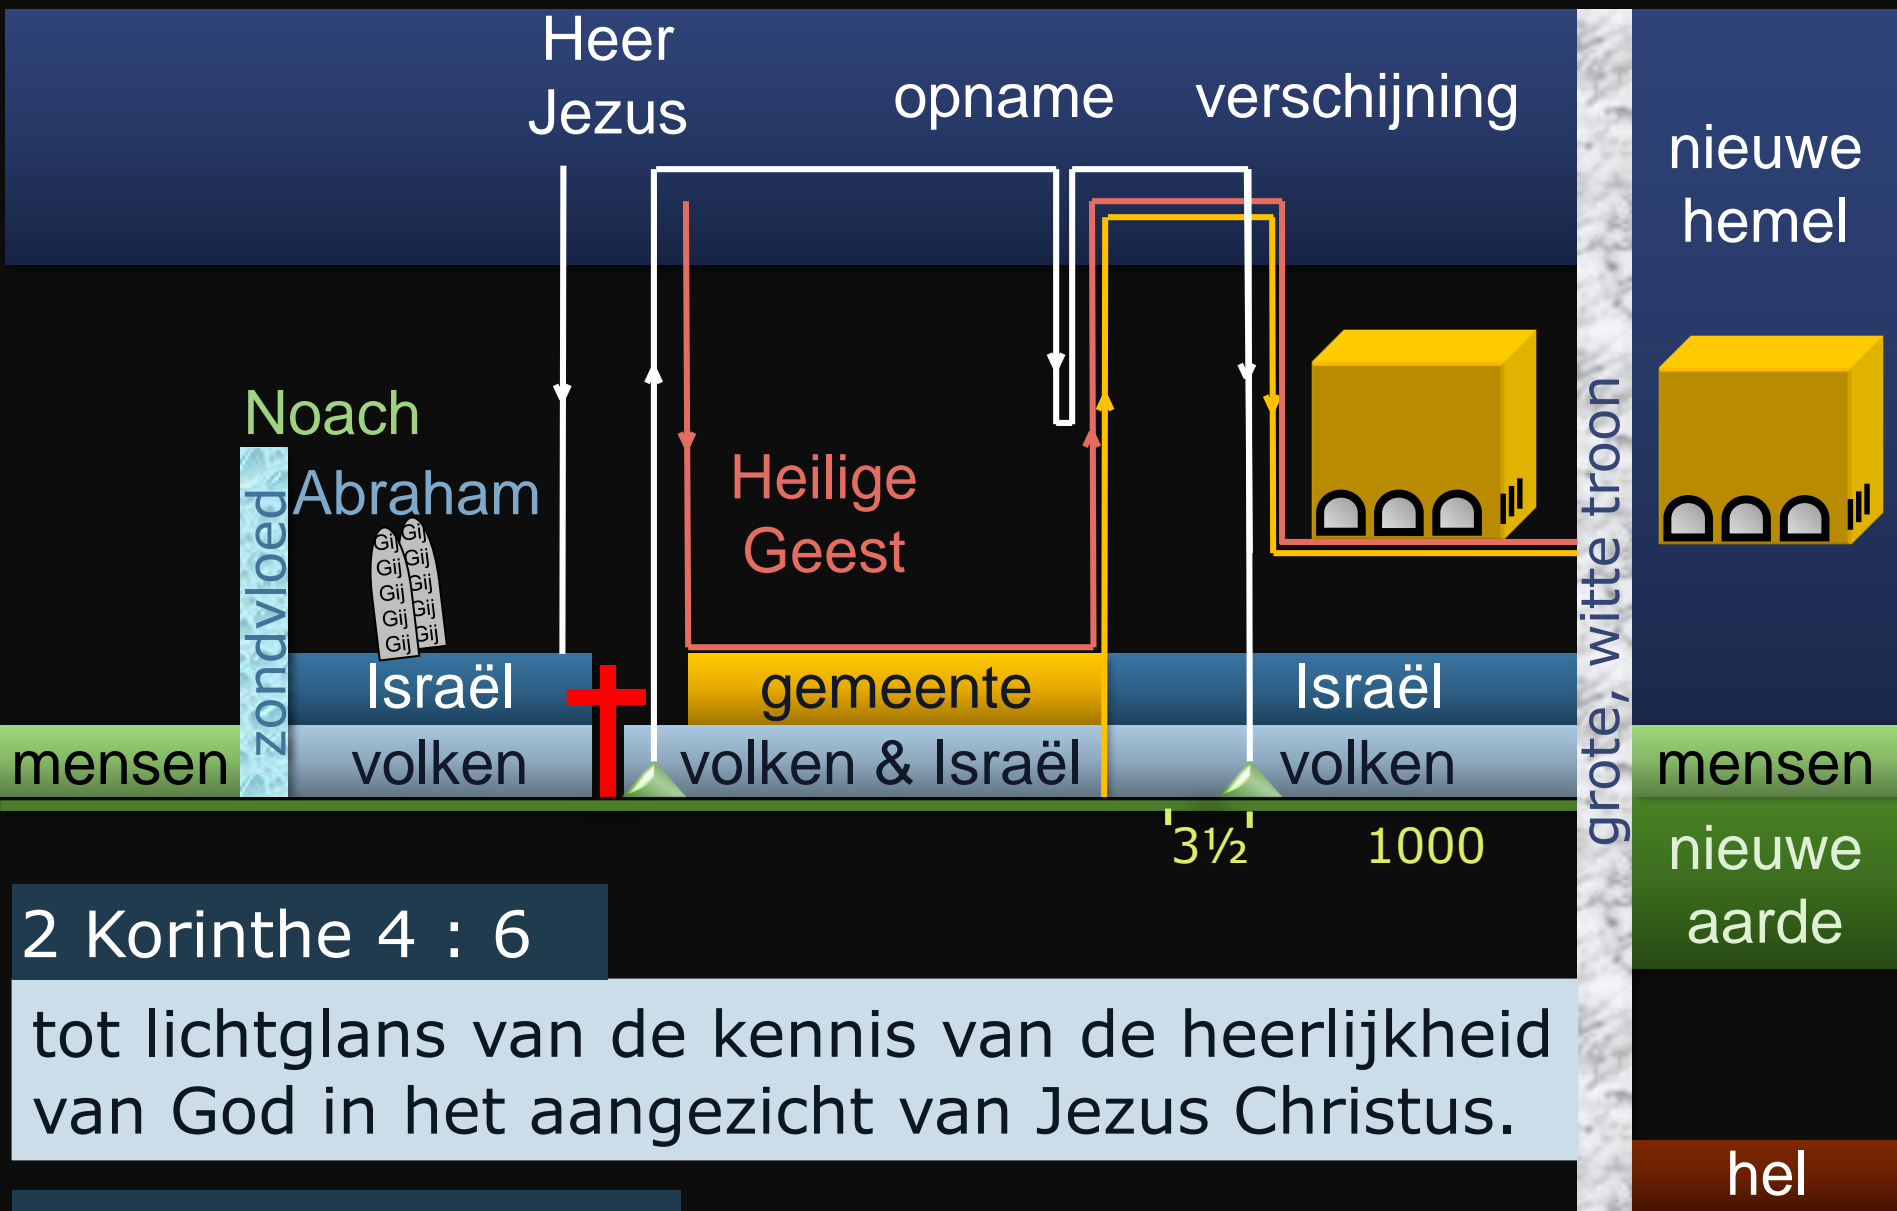 Heer
Jezus
opname
verschijning
nieuwe
hemel
Noach
Abraham
zondvloed
Gij Gij
Gij Gij
Gij Gij
Gij Gij
Gij Gij
Heilige
Geest
grote, witte troon
Israël
gemeente
Israël
mensen
volken
volken & Israël
volken
mensen
3½
1000
nieuwe
aarde
2 Korinthe 4 : 6
tot lichtglans van de kennis van de heerlijkheid
van God in het aangezicht van Jezus Christus.
hel